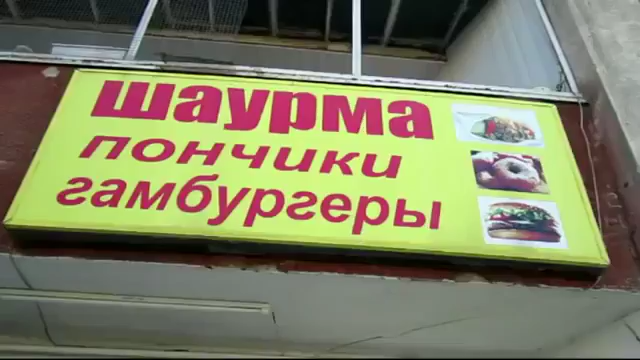 шаурма
пончики
гамбургеры